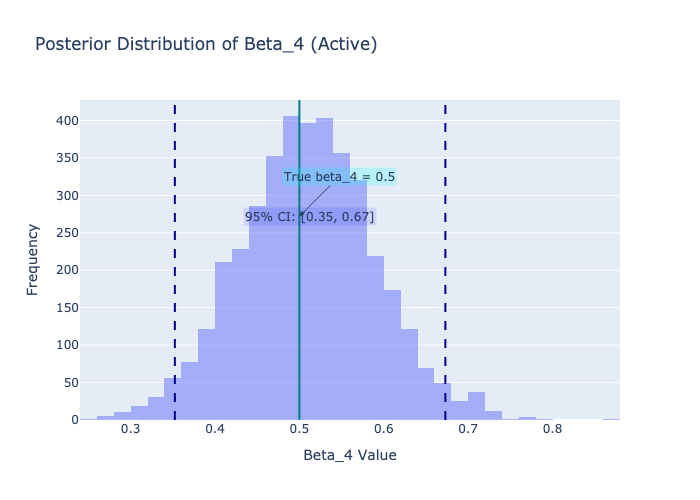 Posterior Distribution of Beta_4 (Active)
400
350
300
250
200
150
100
50
0
Frequency
True beta_4 = 0.5
95% CI: [0.35, 0.67]
0.3 0.4 0.5 0.6 0.7 0.8
Beta_4 Value